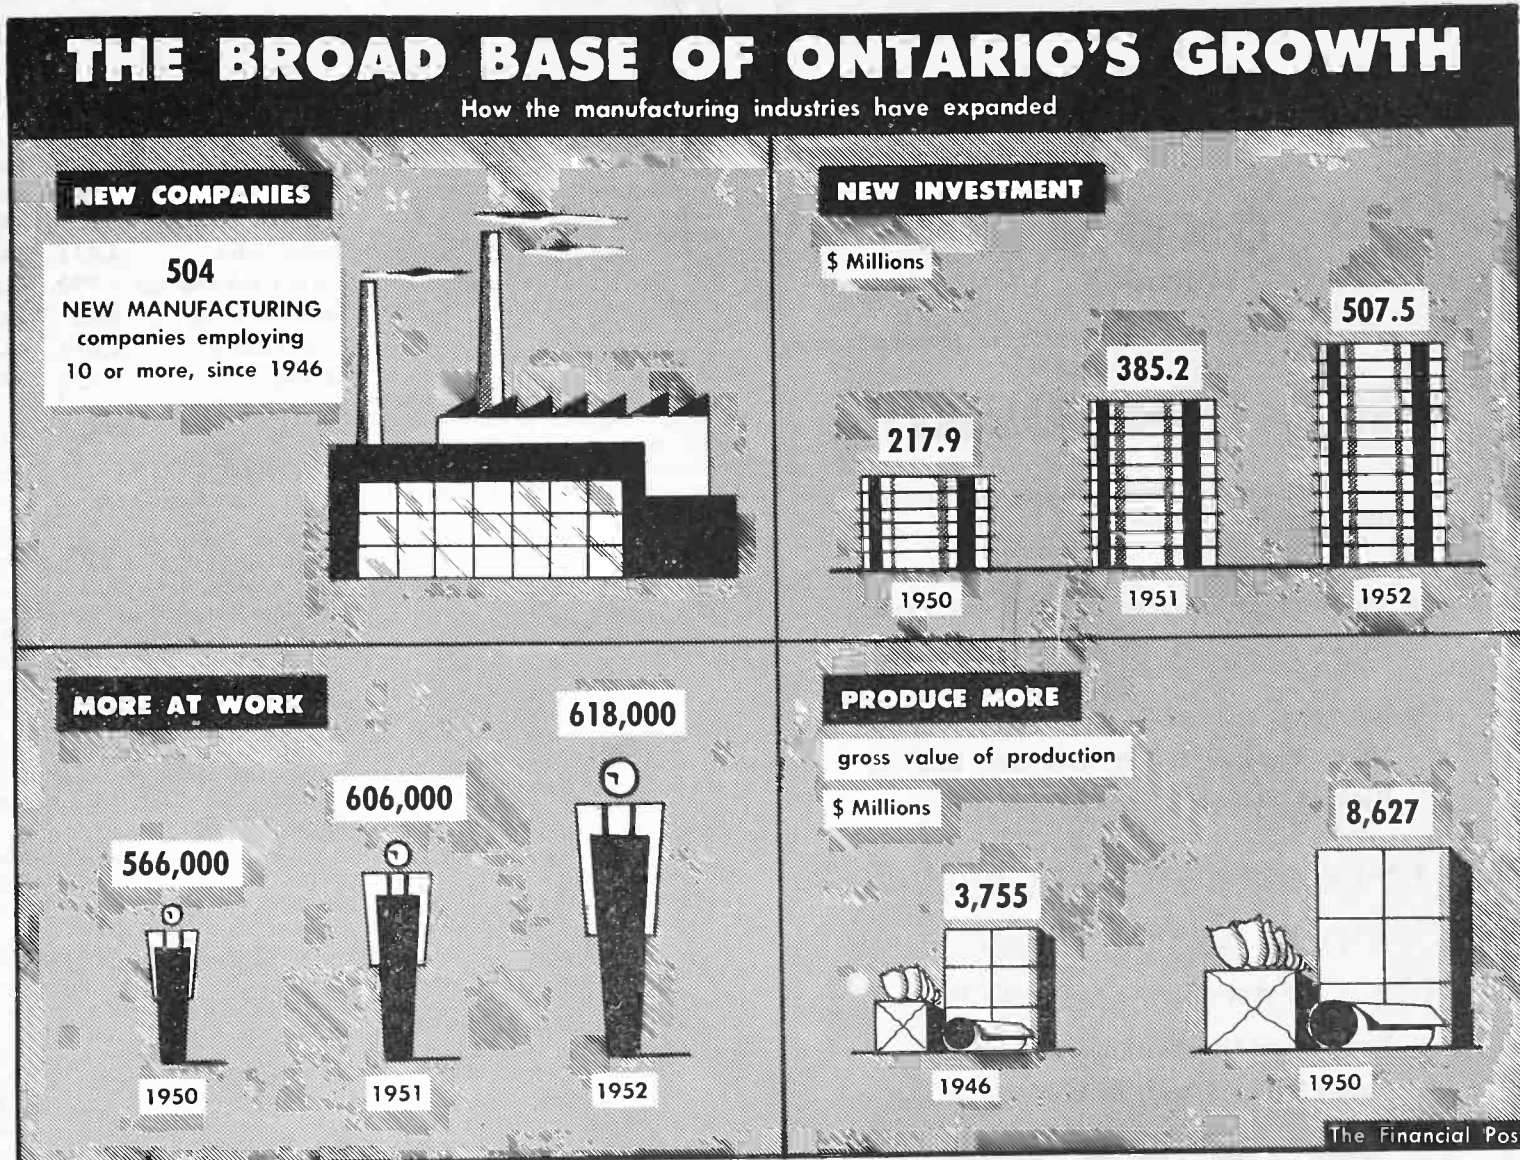 THE BROAD BASE OF ONTARIO'S GROWTH
How the manufacturing industries have expanded
NEW COMPANIES
504
NEW MANUFACTURING
companies employing
10 or more, since 1946
NEW INVESTMENT
$ Millions
217.9
385.2
507.5
1950
1951
1952
MORE AT WORK
566,000
606,000
618,000
1950
1951
1952
PRODUCE MORE
gross value of production
$ Millions
3,755
8,627
1946
1950
The Financial Pos